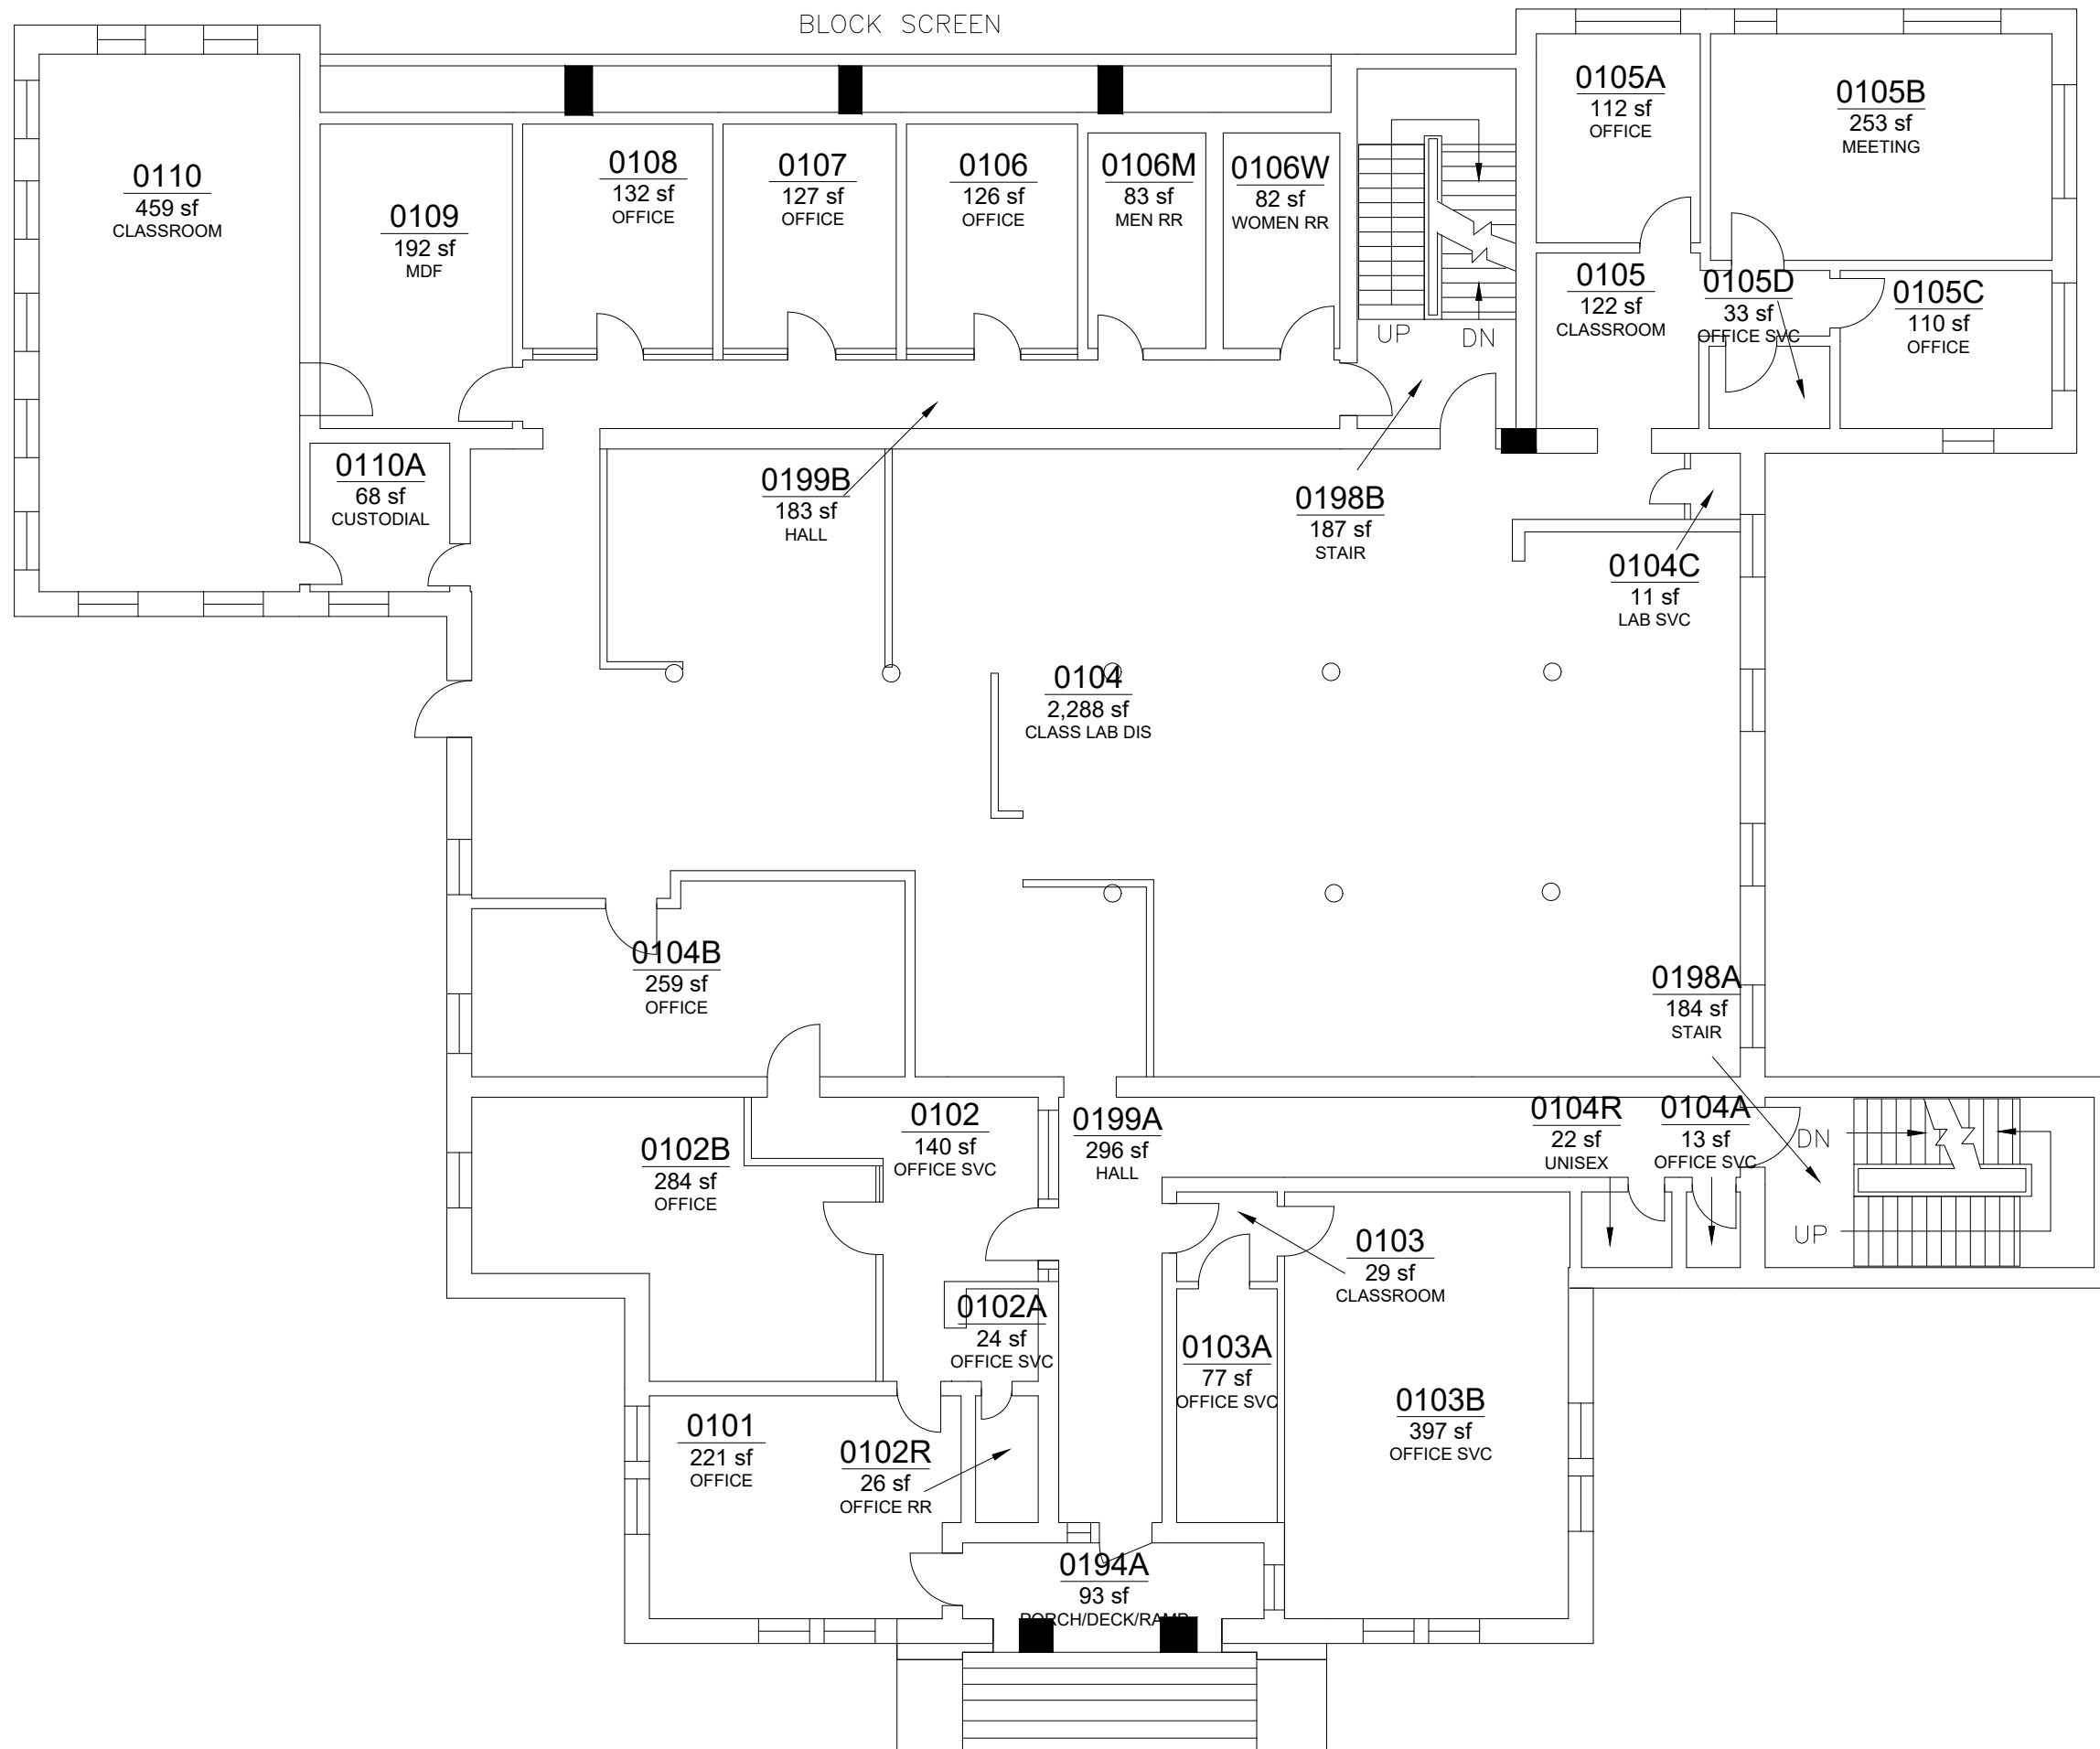 BLOCK SCREEN
0105A
112 sf
OFFICE
0105B
253 sf
MEETING
0110
459 sf
CLASSROOM
0109
192 sf
MDF
0108
132 sf
OFFICE
0107
127 sf
OFFICE
0106
126 sf
OFFICE
0106M
83 sf
MEN RR
0106W
82 sf
WOMEN RR
UP
DN
0105
122 sf
CLASSROOM
0105D
33 sf
OFFICE SVC
0105C
110 sf
OFFICE
0110A
68 sf
CUSTODIAL
0199B
183 sf
HALL
0198B
187 sf
STAIR
0104C
11 sf
LAB SVC
0104
2,288 sf
CLASS LAB DIS
0104B
259 sf
OFFICE
0198A
184 sf
STAIR
0102B
284 sf
OFFICE
0102
140 sf
OFFICE SVC
0199A
296 sf
HALL
0104R
22 sf
UNISEX
0104A
13 sf
OFFICE SVC
DN
UP
0103
29 sf
CLASSROOM
0102A
24 sf
OFFICE SVC
0103A
77 sf
OFFICE SVC
0103B
397 sf
OFFICE SVC
0101
221 sf
OFFICE
0102R
26 sf
OFFICE RR
0194A
93 sf
PORCH/DECK/RAMP